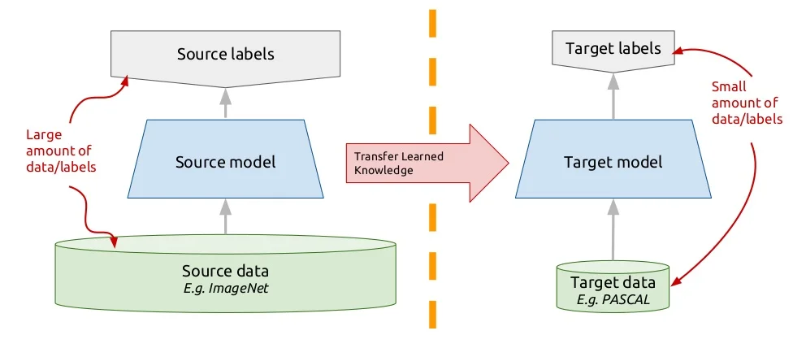 Source labels
Large
amount of
data/labels
Source model
Source data
E.g. ImageNet
Transfer Learned
Knowledge
Target labels
Small
amount of
data/labels
Target model
Target data
E.g. PASCAL